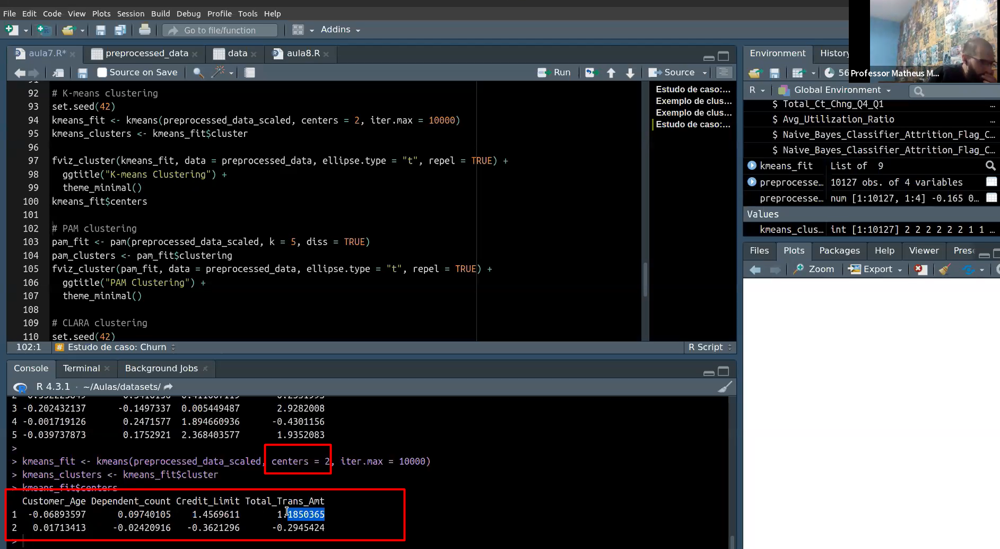 File Edit Code View Plots Session Build Debug Profile Tools Help
Go to file/function Addins
aula7.R* preprocessed_data data aula8.R
Source on Save Run Source
91
92 # K-means clustering
93 set.seed(42)
94 kmeans_fit <- kmeans(preprocessed_data_scaled, centers = 2, iter.max = 10000)
95 kmeans_clusters <- kmeans_fit$cluster
96
97 fviz_cluster(kmeans_fit, data = preprocessed_data, ellipse.type = "t", repel = TRUE) +
98 ggtitle("K-means Clustering") +
99 theme_minimal()
100 kmeans_fit$centers
101
102 # PAM clustering
103 pam_fit <- pam(preprocessed_data_scaled, k = 5, diss = TRUE)
104 pam_clusters <- pam_fit$clustering
105 fviz_cluster(pam_fit, data = preprocessed_data, ellipse.type = "t", repel = TRUE) +
106 ggtitle("PAM Clustering") +
107 theme_minimal()
108
109 # CLARA clustering
110 set.seed(42)
Estudo de caso:...
Exemplo de clus...
Exemplo de clus...
Estudo de caso:...
102:1 # Estudo de caso: Churn R Script
Console Terminal Background Jobs
R 4.3.1 · ~/Aulas/datasets/
3 -0.202432137 -0.1497337 0.005449487 2.9282008
4 -0.001719126 0.2471577 1.894660936 -0.4301156
5 -0.039737873 0.1752921 2.368403577 1.9352083
>
> kmeans_fit <- kmeans(preprocessed_data_scaled, centers = 2, iter.max = 10000)
> kmeans_clusters <- kmeans_fit$cluster
> kmeans_fit$centers
Customer_Age Dependent_count Credit_Limit Total_Trans_Amt
1 -0.06893597 0.09740105 1.4569611 1.1850365
2 0.01713413 -0.02420916 -0.3621296 -0.2945424
>
Environment History
56
Professor Matheus M...
R Global Environment
$ Total_Ct_Chng_Q4_Q1 ...
$ Avg_Utilization_Ratio ...
$ Naive_Bayes_Classifier_Attrition_Flag_C...
$ Naive_Bayes_Classifier_Attrition_Flag_C...
kmeans_fit List of 9
preprocesse... 10127 obs. of 4 variables
preprocesse... num [1:10127, 1:4] -0.165 0...
Values
kmeans_clus... int [1:10127] 2 2 2 2 2 2 1 1 ...
Files Plots Packages Help Viewer Prese
Zoom Export